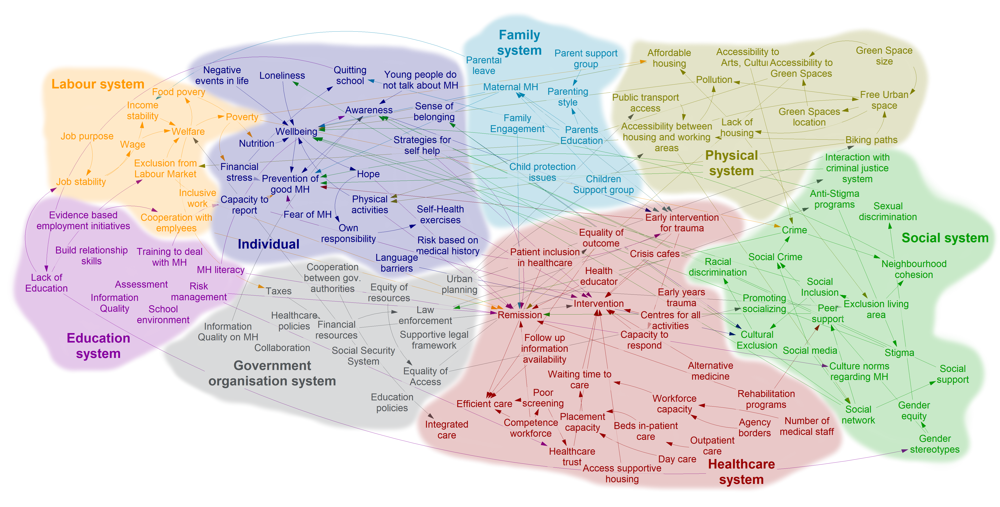 Labour system
Food povery
Income
stability
Poverty
Welfare
Job purpose
Wage
Exclusion from
Labour Market
Job stability
Inclusive
work
Cooperation with
emplyees
Negative
events in life
Loneliness
Quitting
school
Young people do
not talk about MH
Awareness
Sense of
belonging
Wellbeing
Nutrition
Strategies for
self help
Financial
stress
Prevention of
good MH
Hope
Capacity to
report
Physical
activities
Fear of MH
Self-Health
exercises
Own
responsibility
Individual
Risk based on
medical history
Language
barriers
Family
system
Parental
leave
Parent support
group
Maternal MH
Parenting
style
Family
Engagement
Parents
Education
Child protection
issues
Children
Support group
Affordable
housing
Accessibility to
Arts, Cultu
Accessibility to
Green Spaces
Green Space
size
Pollution
Public transport
access
Free Urban
space
Green Spaces
location
Accessibility between
housing and working
areas
Lack of
housing
Biking paths
Physical
system
Interaction with
criminal justice
system
Anti-Stigma
programs
Sexual
discrimination
Crime
Social system
Social Crime
Racial
discrimination
Neighbourhood
cohesion
Social
Inclusion
Promoting
socializing
Exclusion living
area
Peer
support
Cultural
Exclusion
Social media
Stigma
Culture norms
regarding MH
Social
support
Social
network
Gender
equity
Gender
stereotypes
Evidence based
employment initiatives
Build relationship
skills
Training to deal
with MH
MH literacy
Lack of
Education
Assessment
Risk
management
Information
Quality
School
environment
Education
system
Cooperation
between gov.
authorities
Urban
planning
Taxes
Equity of
resources
Healthcare
policies
Financial
resources
Law
enforcement
Information
Quality on MH
Supportive legal
framework
Collaboration
Social Security
System
Government
organisation system
Equality of
Access
Education
policies
Early intervention
for trauma
Equality of
outcome
Patient inclusion
in healthcare
Crisis cafes
Health
educator
Early years
trauma
Intervention
Remission
Centres for all
activities
Capacity to
respond
Follow up
information
availability
Alternative
medicine
Waiting time to
care
Poor
screening
Efficient care
Workforce
capacity
Rehabilitation
programs
Integrated
care
Competence
workforce
Placement
capacity
Beds in-patient
care
Agency
borders
Number of
medical staff
Outpatient
care
Healthcare
trust
Day care
Access supportive
housing
Healthcare
system